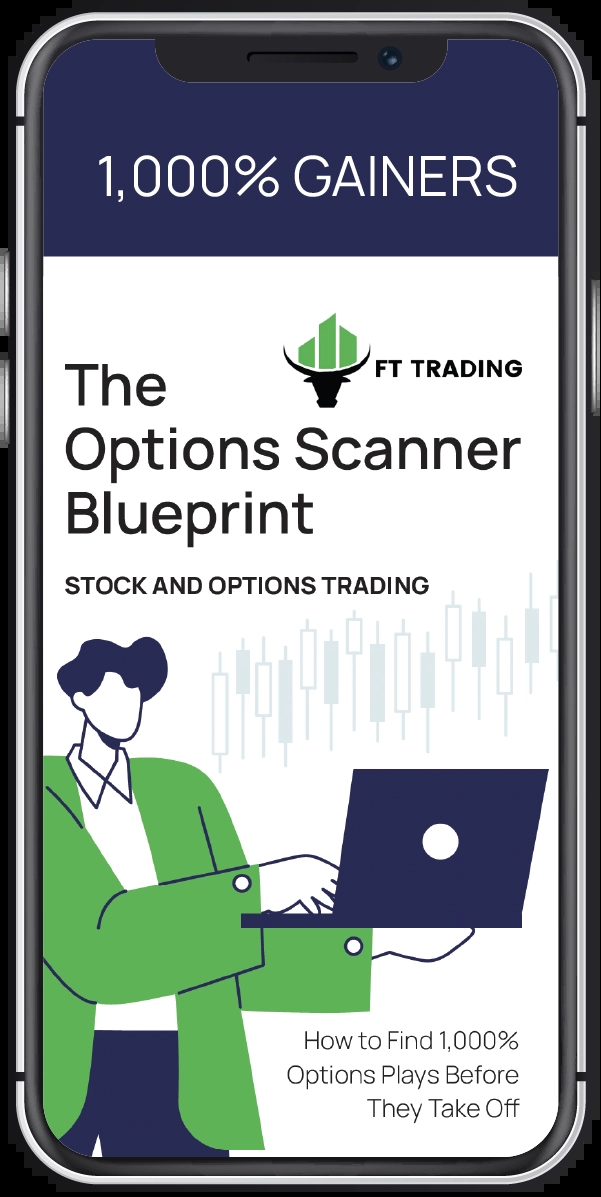 1,000% GAINERS
FT TRADING
The
Options Scanner
Blueprint
STOCK AND OPTIONS TRADING
How to Find 1,000%
Options Plays Before
They Take Off